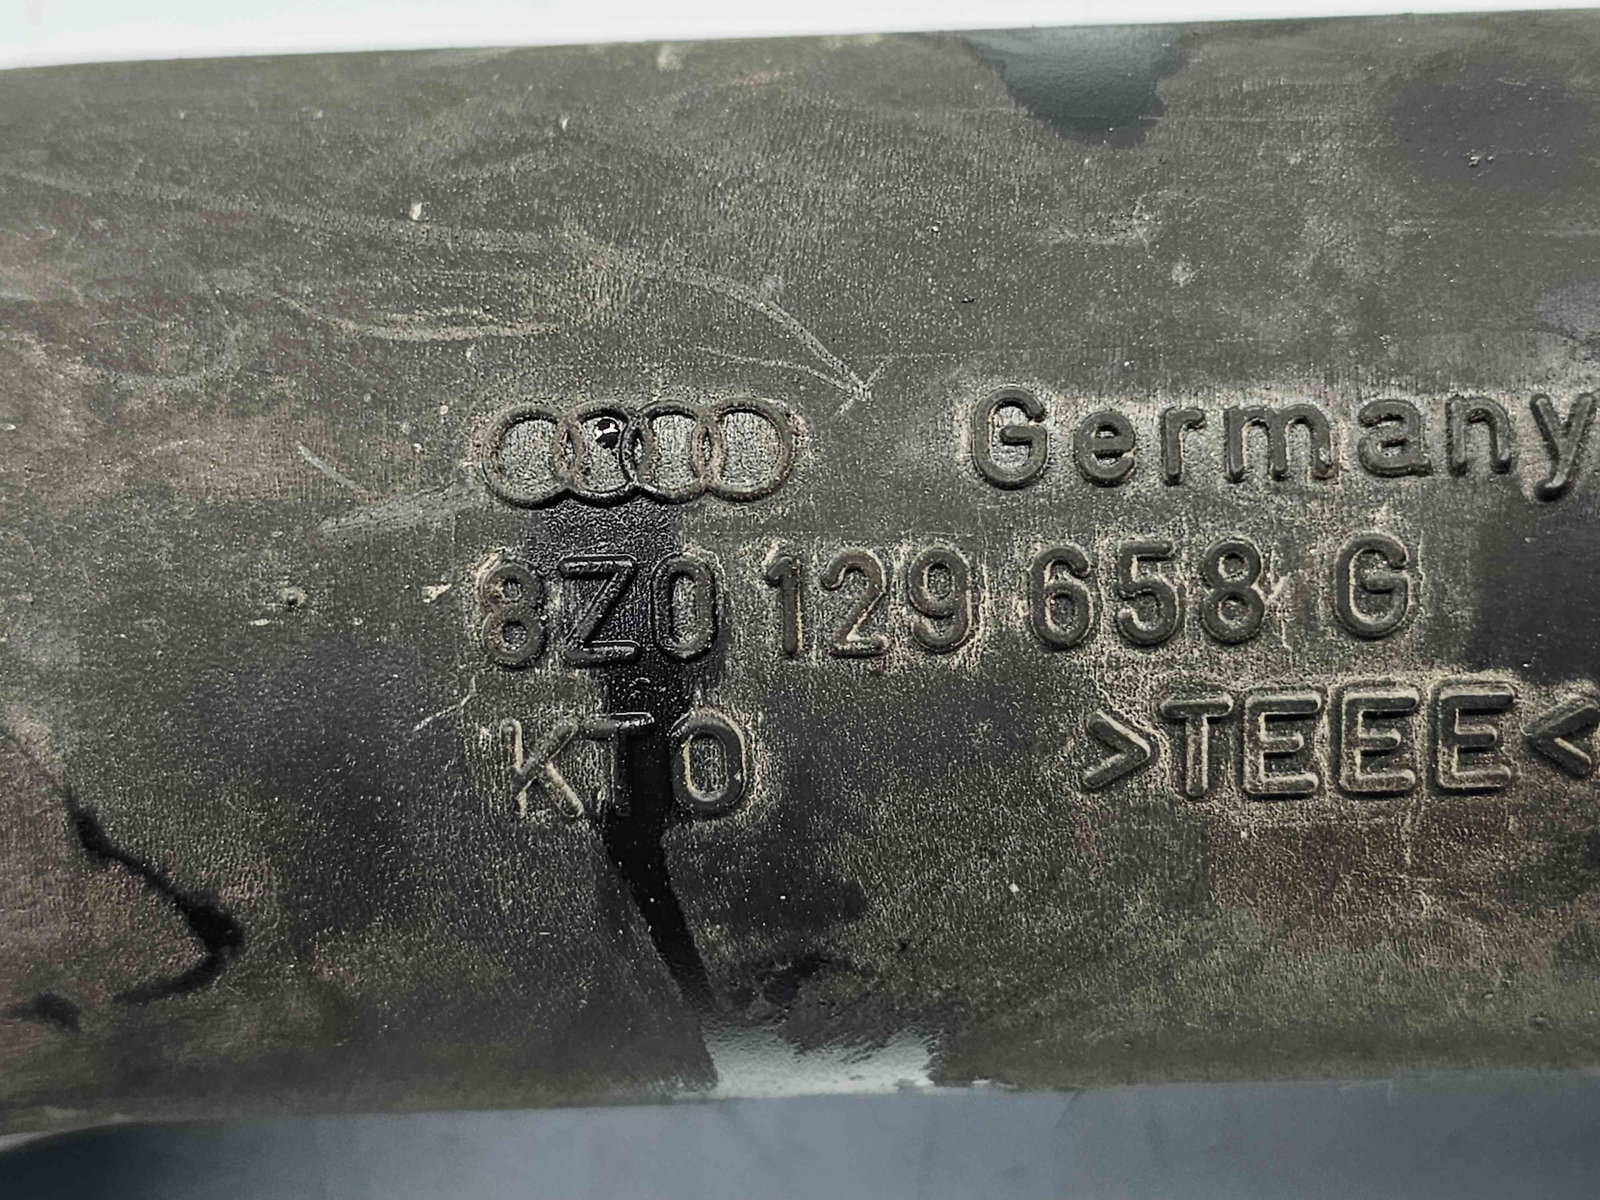 Germany
8Z0 129 658 G
KTO >TEEE<